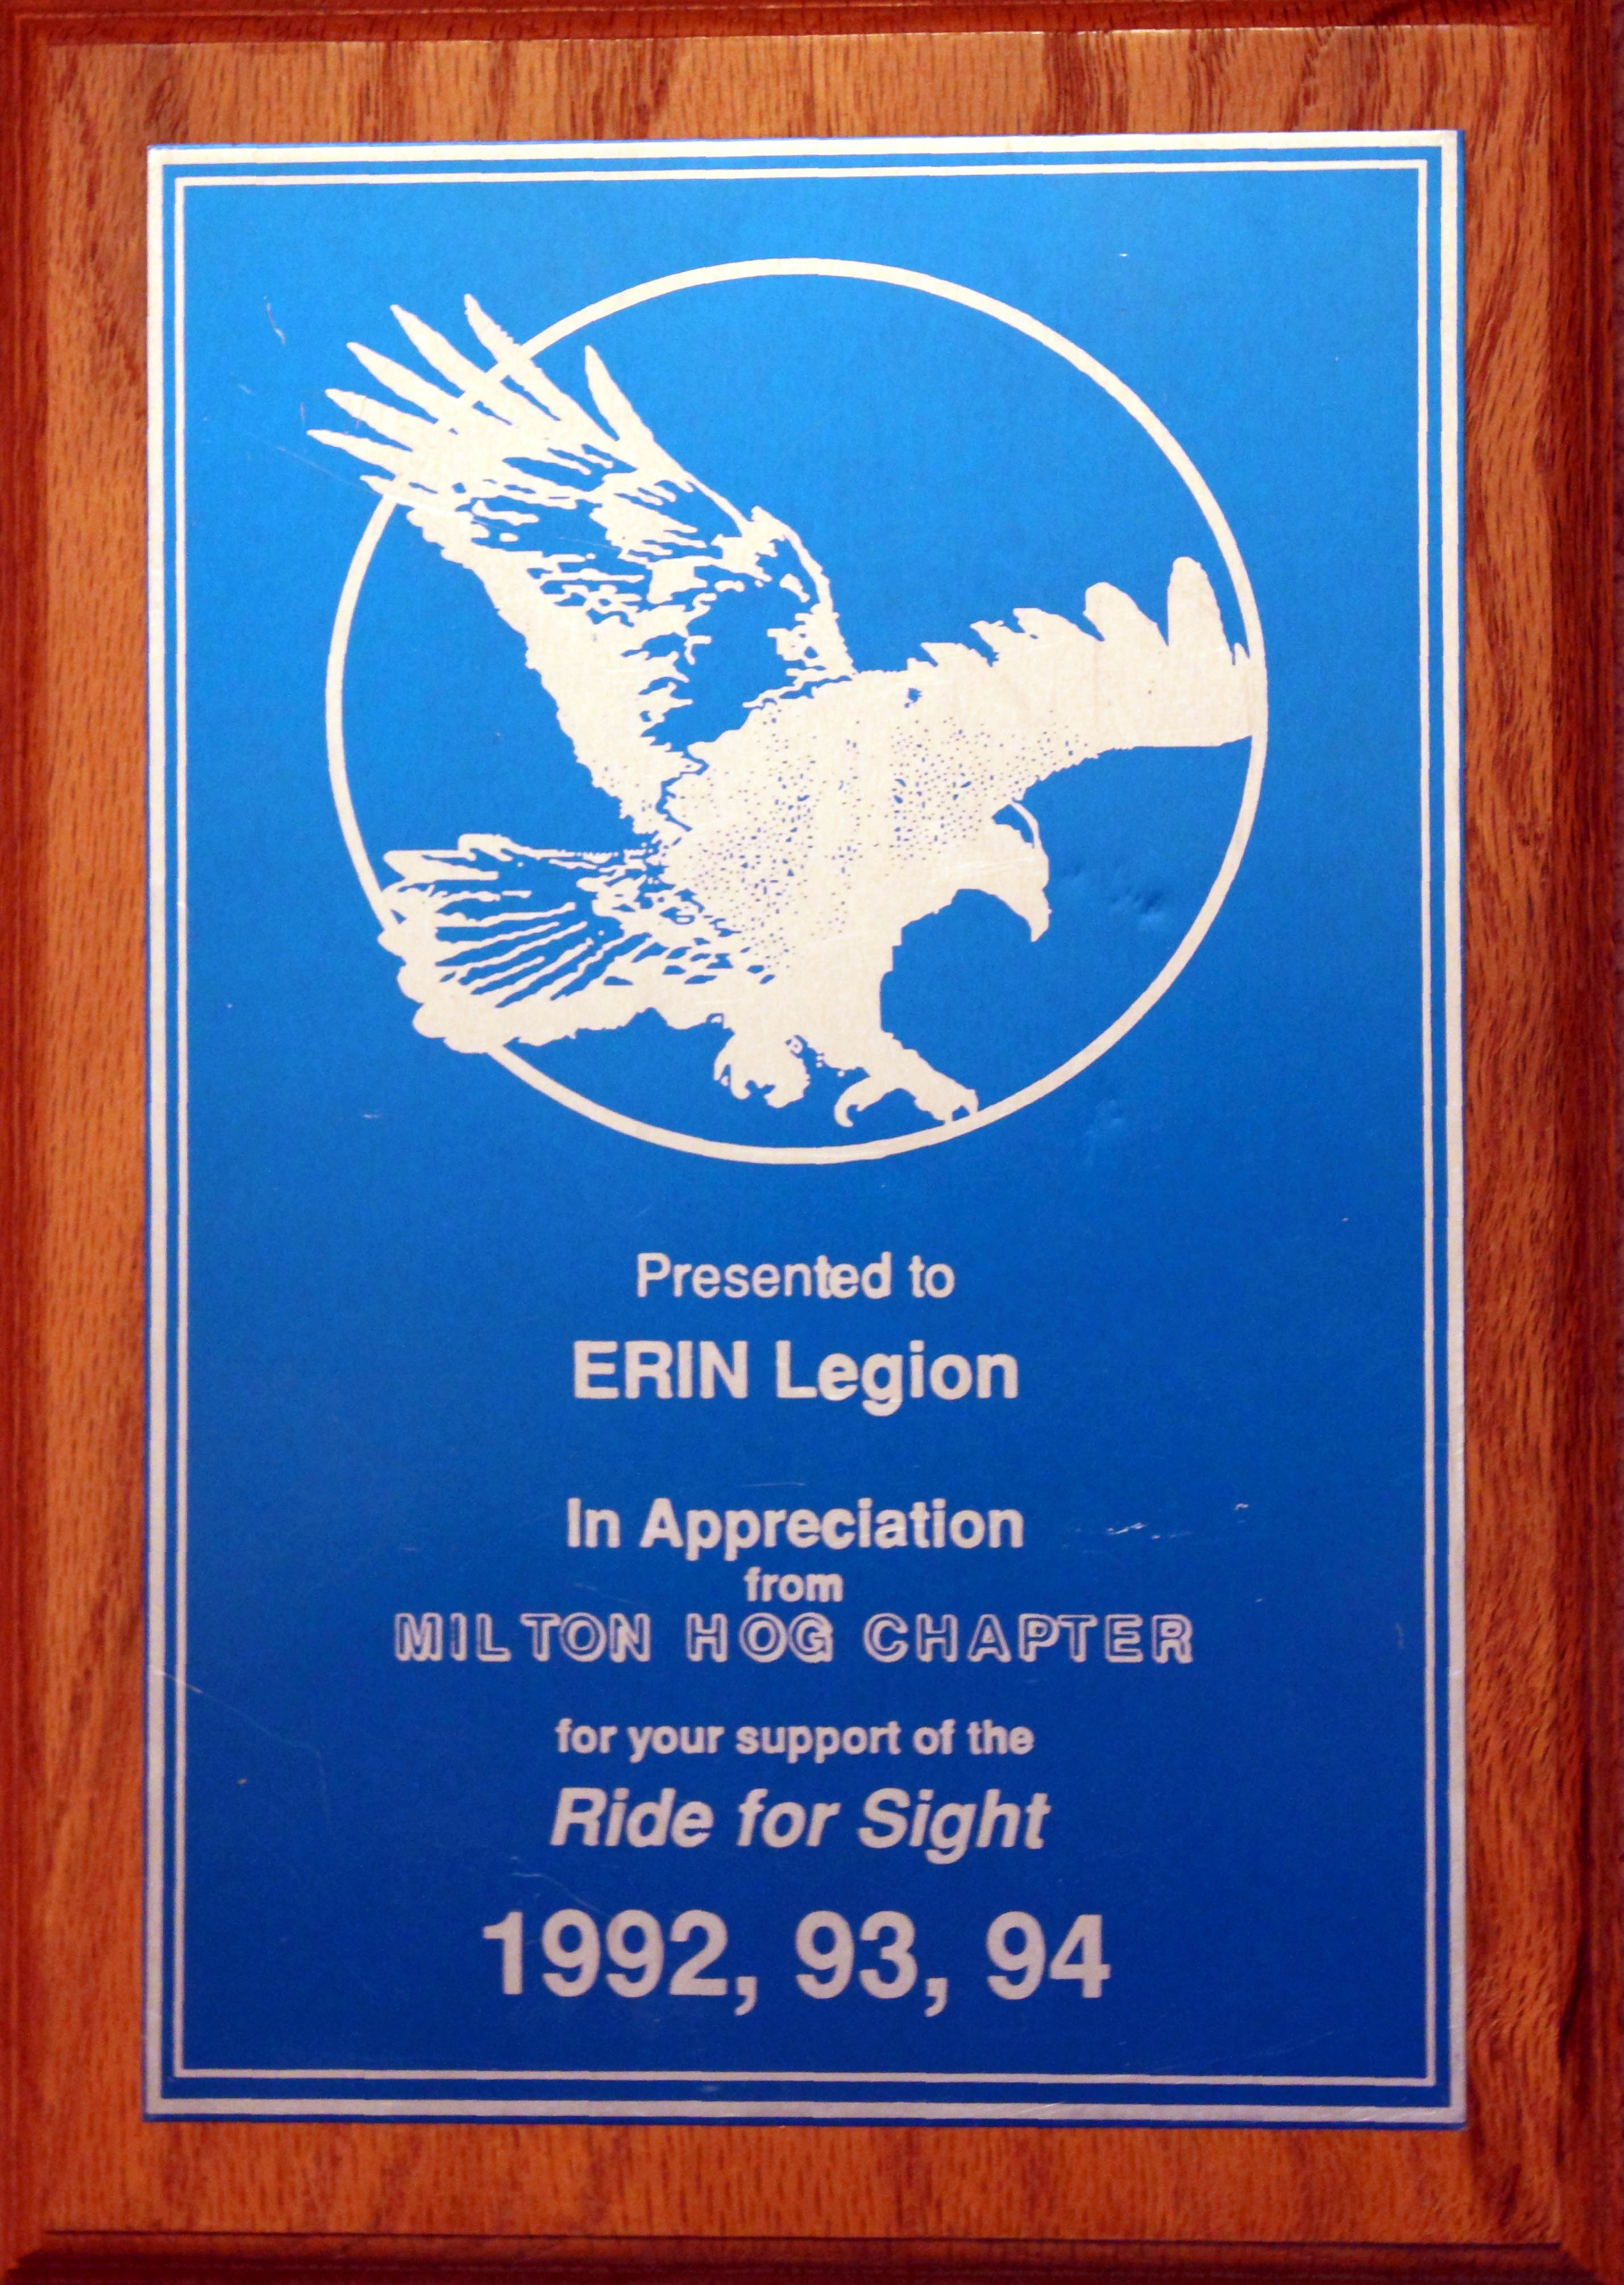 Presented to
ERIN Legion
In Appreciation
from
MILTON HOG CHAPTER
for your support of the
Ride for Sight
1992, 93, 94